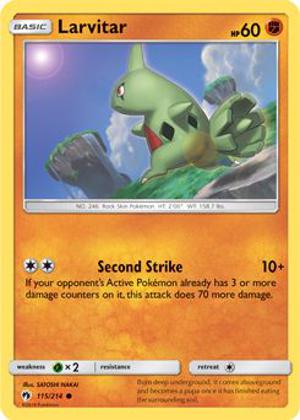 BASIC Larvitar HP60
NO. 246 Rock Skin Pokémon HT: 2'00" WT: 158.7 lbs.
Second Strike 10+
If your opponent's Active Pokémon already has 3 or more
damage counters on it, this attack does 70 more damage.
weakness ×2 resistance retreat
Illus. SATOSHI NAKAI
115/214
©2019 Pokémon
Born deep underground, it comes aboveground
and becomes a pupa once it has finished eating
the surrounding soil.